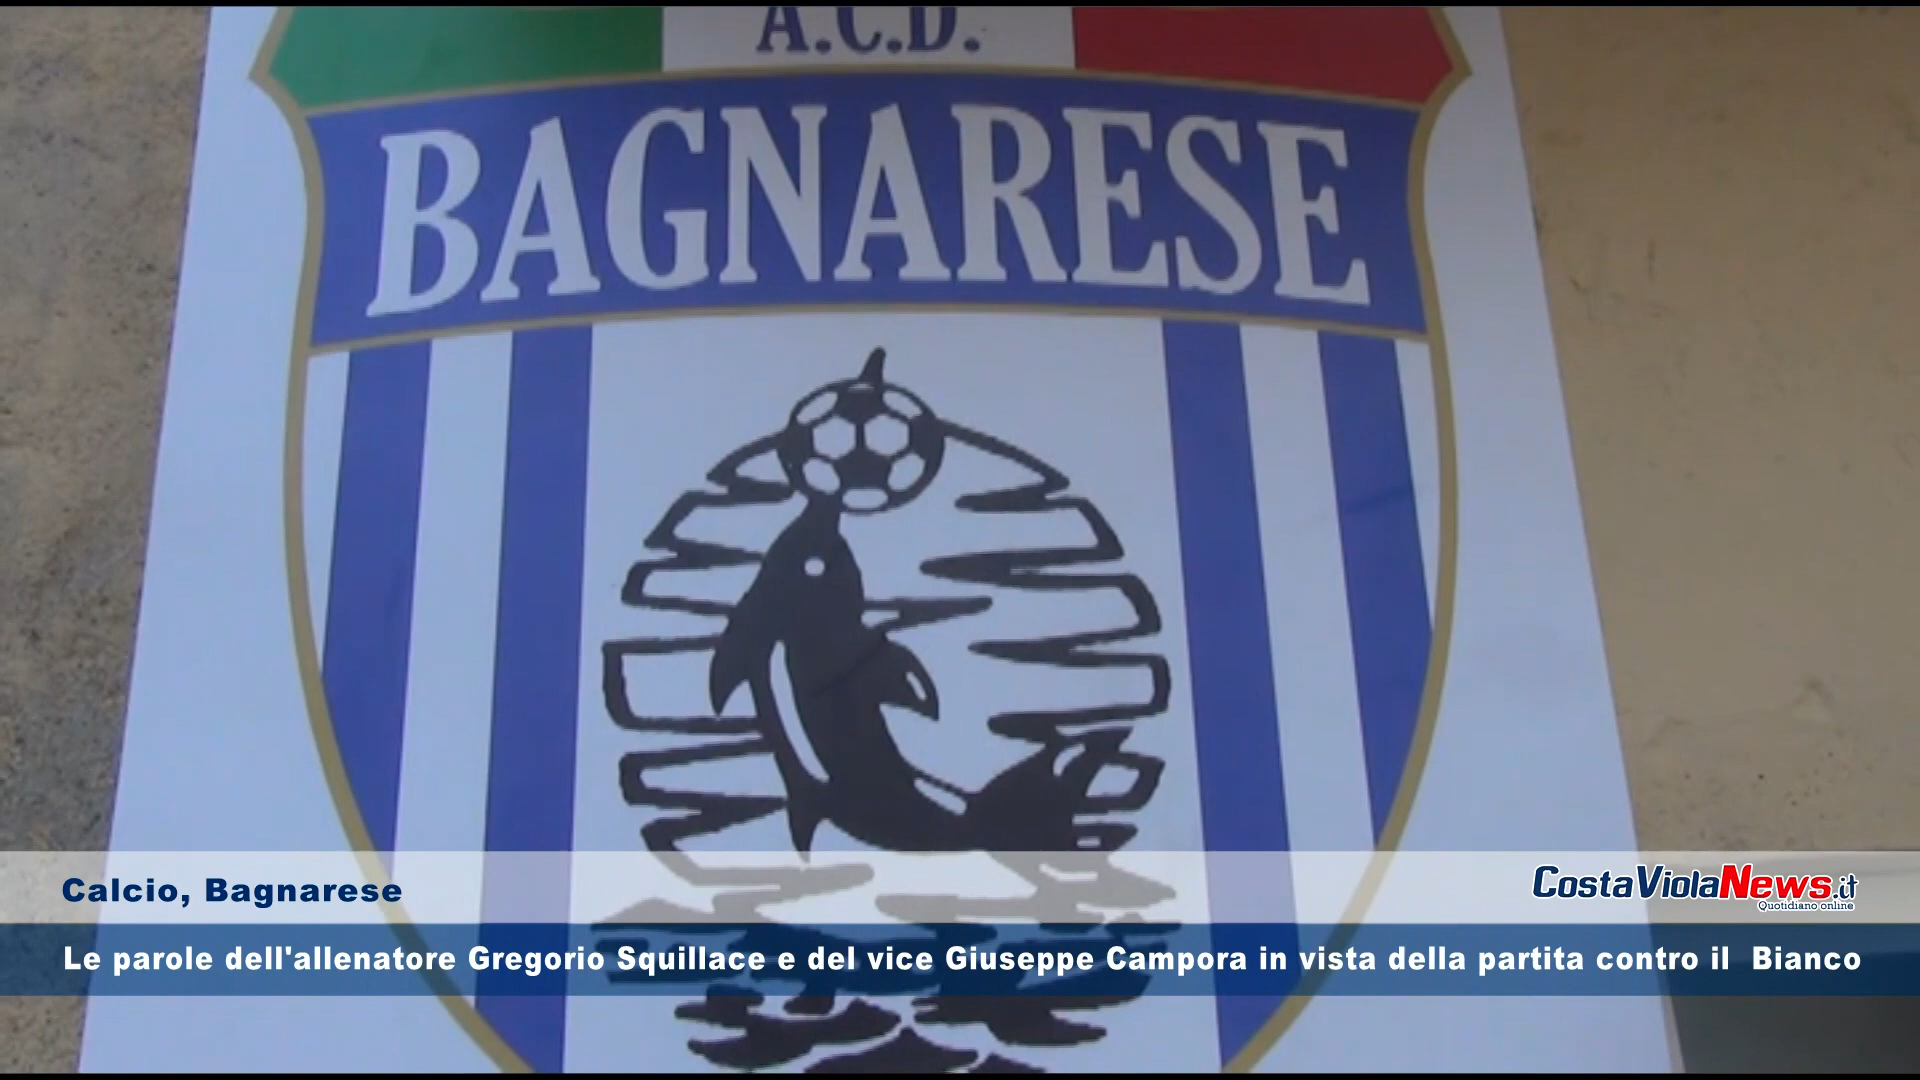 A.C.D.
BAGNARESE
Calcio, Bagnarese
CostaViolaNews.it
Quotidiano online
Le parole dell'allenatore Gregorio Squillace e del vice Giuseppe Campora in vista della partita contro il Bianco